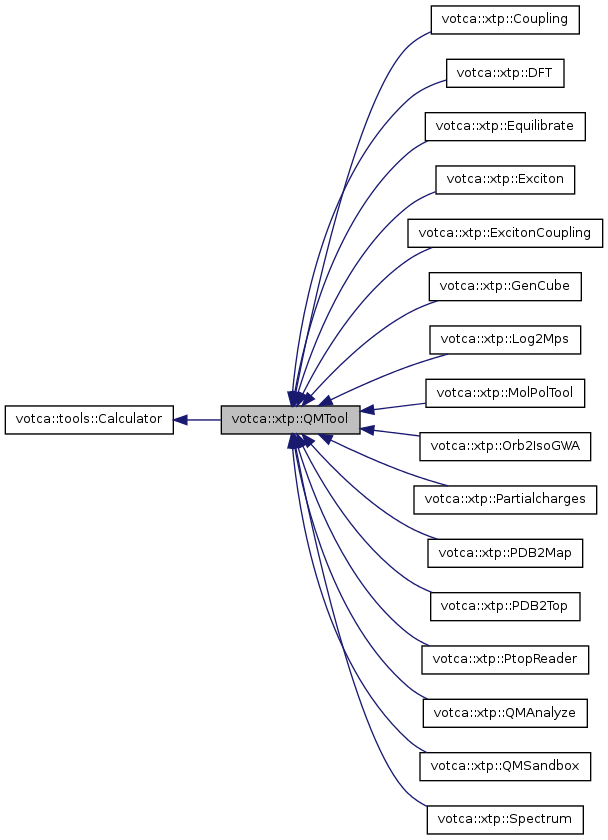 votca::xtp::Coupling
votca::xtp::DFT
votca::xtp::Equilibrate
votca::xtp::Exciton
votca::xtp::ExcitonCoupling
votca::xtp::GenCube
votca::xtp::Log2Mps
votca::xtp::MolPolTool
votca::tools::Calculator
votca::xtp::QMTool
votca::xtp::Orb2IsoGWA
votca::xtp::Partialcharges
votca::xtp::PDB2Map
votca::xtp::PDB2Top
votca::xtp::PtopReader
votca::xtp::QMAnalyze
votca::xtp::QMSandbox
votca::xtp::Spectrum